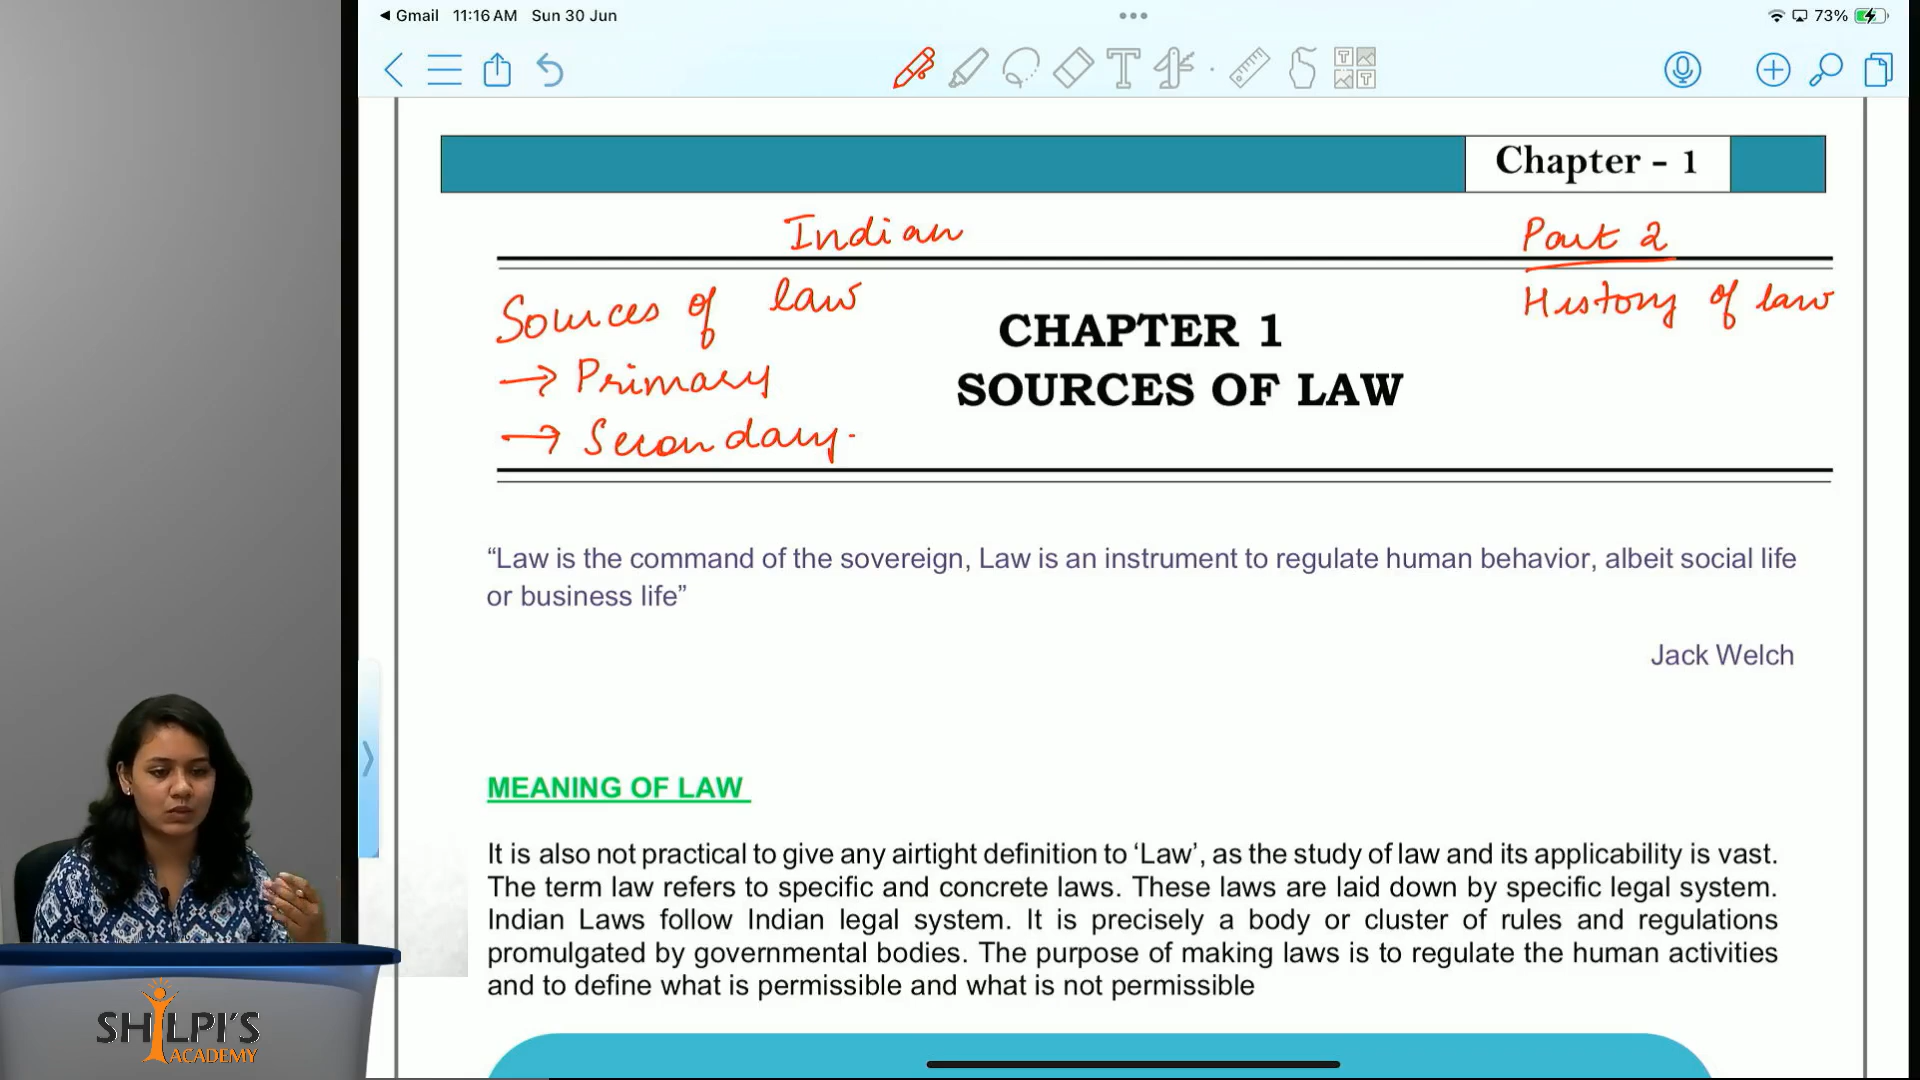 Gmail 11:16 AM Sun 30 Jun
73%
Chapter - 1
Indian
Part 2
Sources of law
History of law
CHAPTER 1
→ Primary
SOURCES OF LAW
→ Secondary.
“Law is the command of the sovereign, Law is an instrument to regulate human behavior, albeit social life
or business life”
Jack Welch
MEANING OF LAW
It is also not practical to give any airtight definition to ‘Law’, as the study of law and its applicability is vast.
The term law refers to specific and concrete laws. These laws are laid down by specific legal system.
Indian Laws follow Indian legal system. It is precisely a body or cluster of rules and regulations
promulgated by governmental bodies. The purpose of making laws is to regulate the human activities
and to define what is permissible and what is not permissible
SHILPI'S
ACADEMY